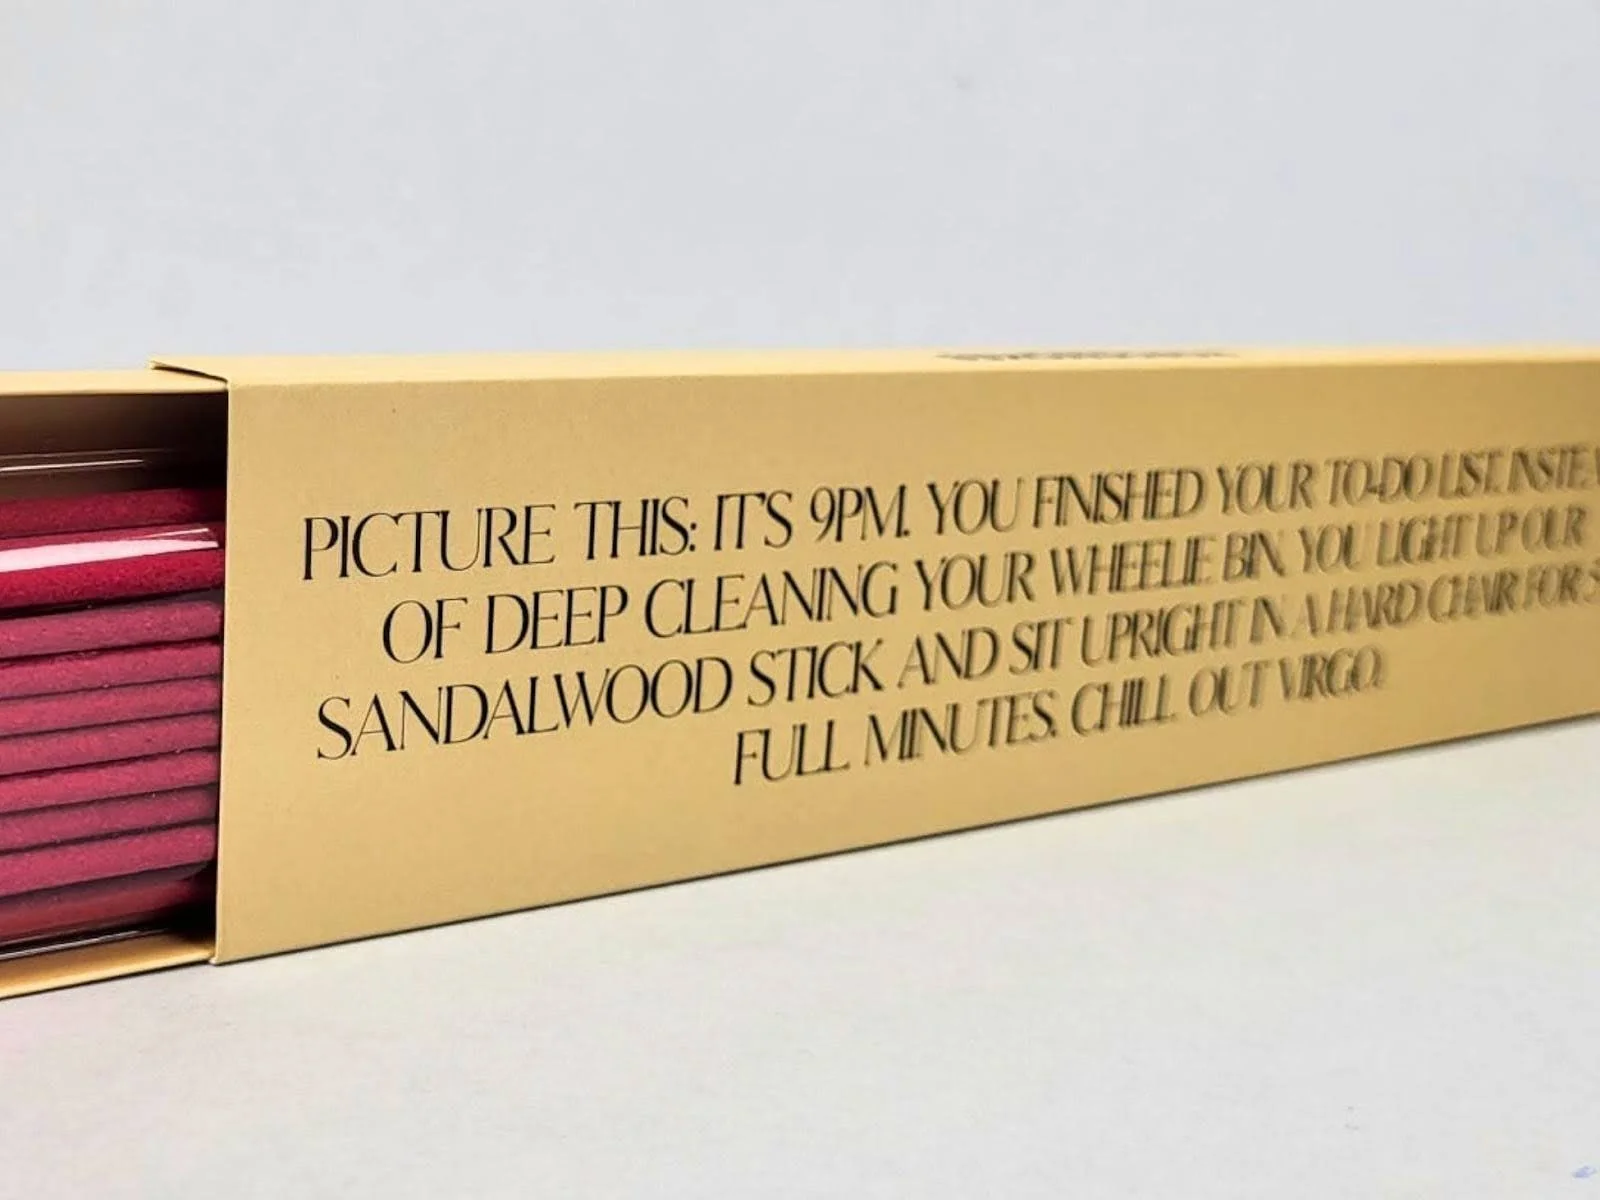 PICTURE THIS: IT'S 9PM. YOU FINISHED YOUR TO-DO LIST. INSTEA
OF DEEP CLEANING YOUR WHEELIE BIN, YOU LIGHT UP OUR
SANDALWOOD STICK AND SIT UPRIGHT IN A HARD CHAIR FOR
FULL MINUTES. CHILL OUT VIRGO.